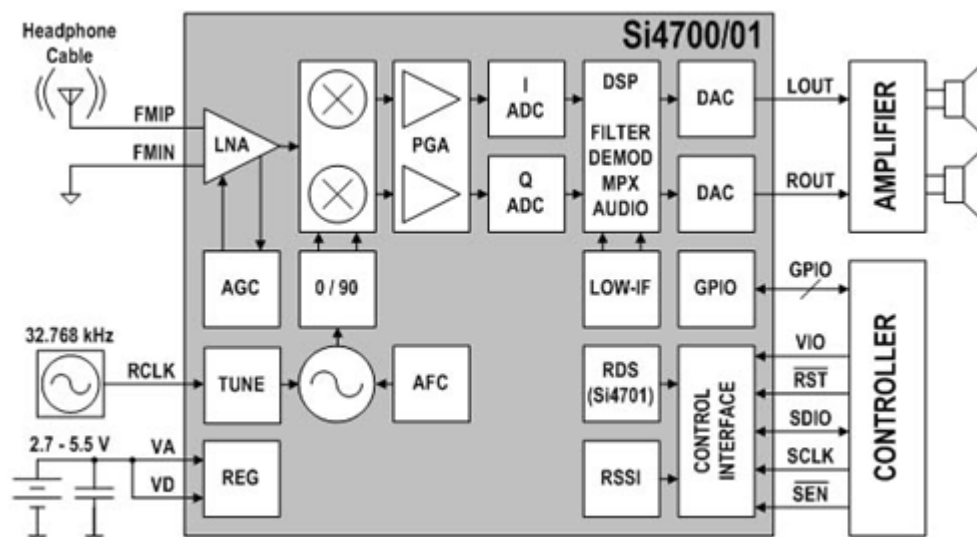 Si4700/01
Headphone
Cable
FMIP
FMIN
LNA
PGA
I
ADC
Q
ADC
DSP
FILTER
DEMOD
MPX
AUDIO
DAC
DAC
LOUT
ROUT
AMPLIFIER
AGC
0 / 90
LOW-IF
GPIO
GPIO
32.768 kHz
RCLK
TUNE
AFC
RDS
(Si4701)
CONTROL
INTERFACE
VIO
RST
SDIO
SCLK
SEN
CONTROLLER
2.7 - 5.5 V
VA
VD
REG
RSSI